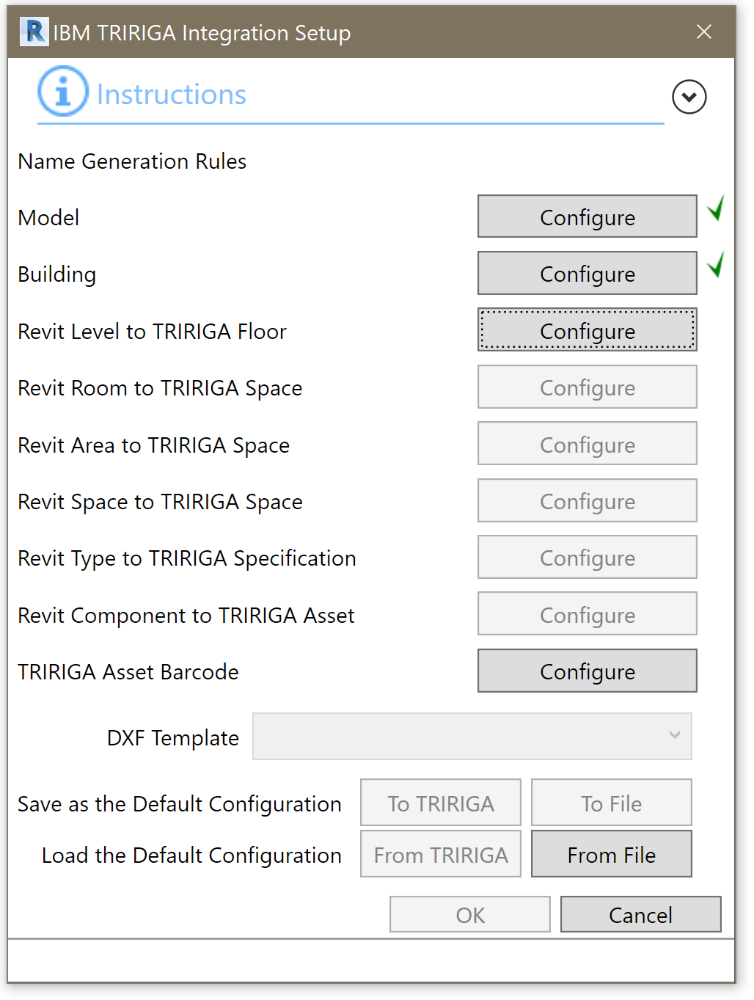 IBM TRIRIGA Integration Setup
Instructions
Name Generation Rules
Model Configure
Building Configure
Revit Level to TRIRIGA Floor Configure
Revit Room to TRIRIGA Space Configure
Revit Area to TRIRIGA Space Configure
Revit Space to TRIRIGA Space Configure
Revit Type to TRIRIGA Specification Configure
Revit Component to TRIRIGA Asset Configure
TRIRIGA Asset Barcode Configure
DXF Template
Save as the Default Configuration To TRIRIGA To File
Load the Default Configuration From TRIRIGA From File
OK Cancel